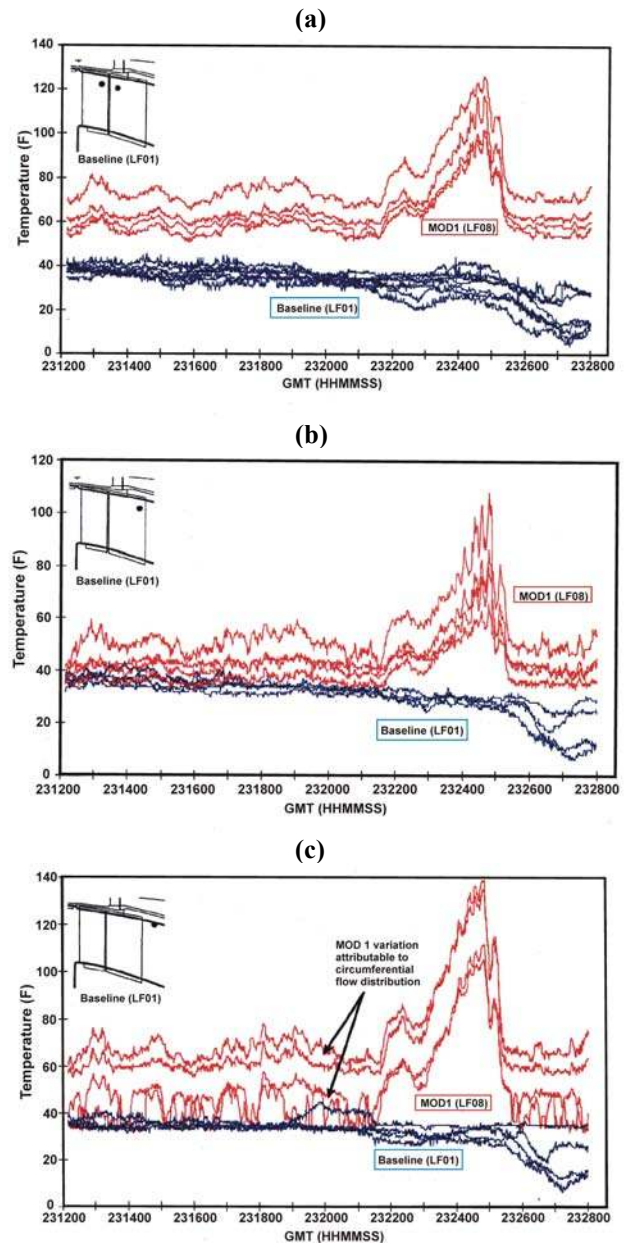 (a)
140
120
100
80
60
40
20
0
Temperature (F)
Baseline (LF01)
MOD1 (LF08)
Baseline (LF01)
231200 231400 231600 231800 232000 232200 232400 232600 232800
GMT (HHMMSS)
(b)
120
100
80
60
40
20
0
Temperature (F)
Baseline (LF01)
MOD1 (LF08)
Baseline (LF01)
231200 231400 231600 231800 232000 232200 232400 232600 232800
GMT (HHMMSS)
(c)
140
120
100
80
60
40
20
0
Temperature (F)
Baseline (LF01)
MOD 1 variation
attributable to
circumferential
flow distribution
MOD1 (LF08)
Baseline (LF01)
231200 231400 231600 231800 232000 232200 232400 232600 232800
GMT (HHMMSS)